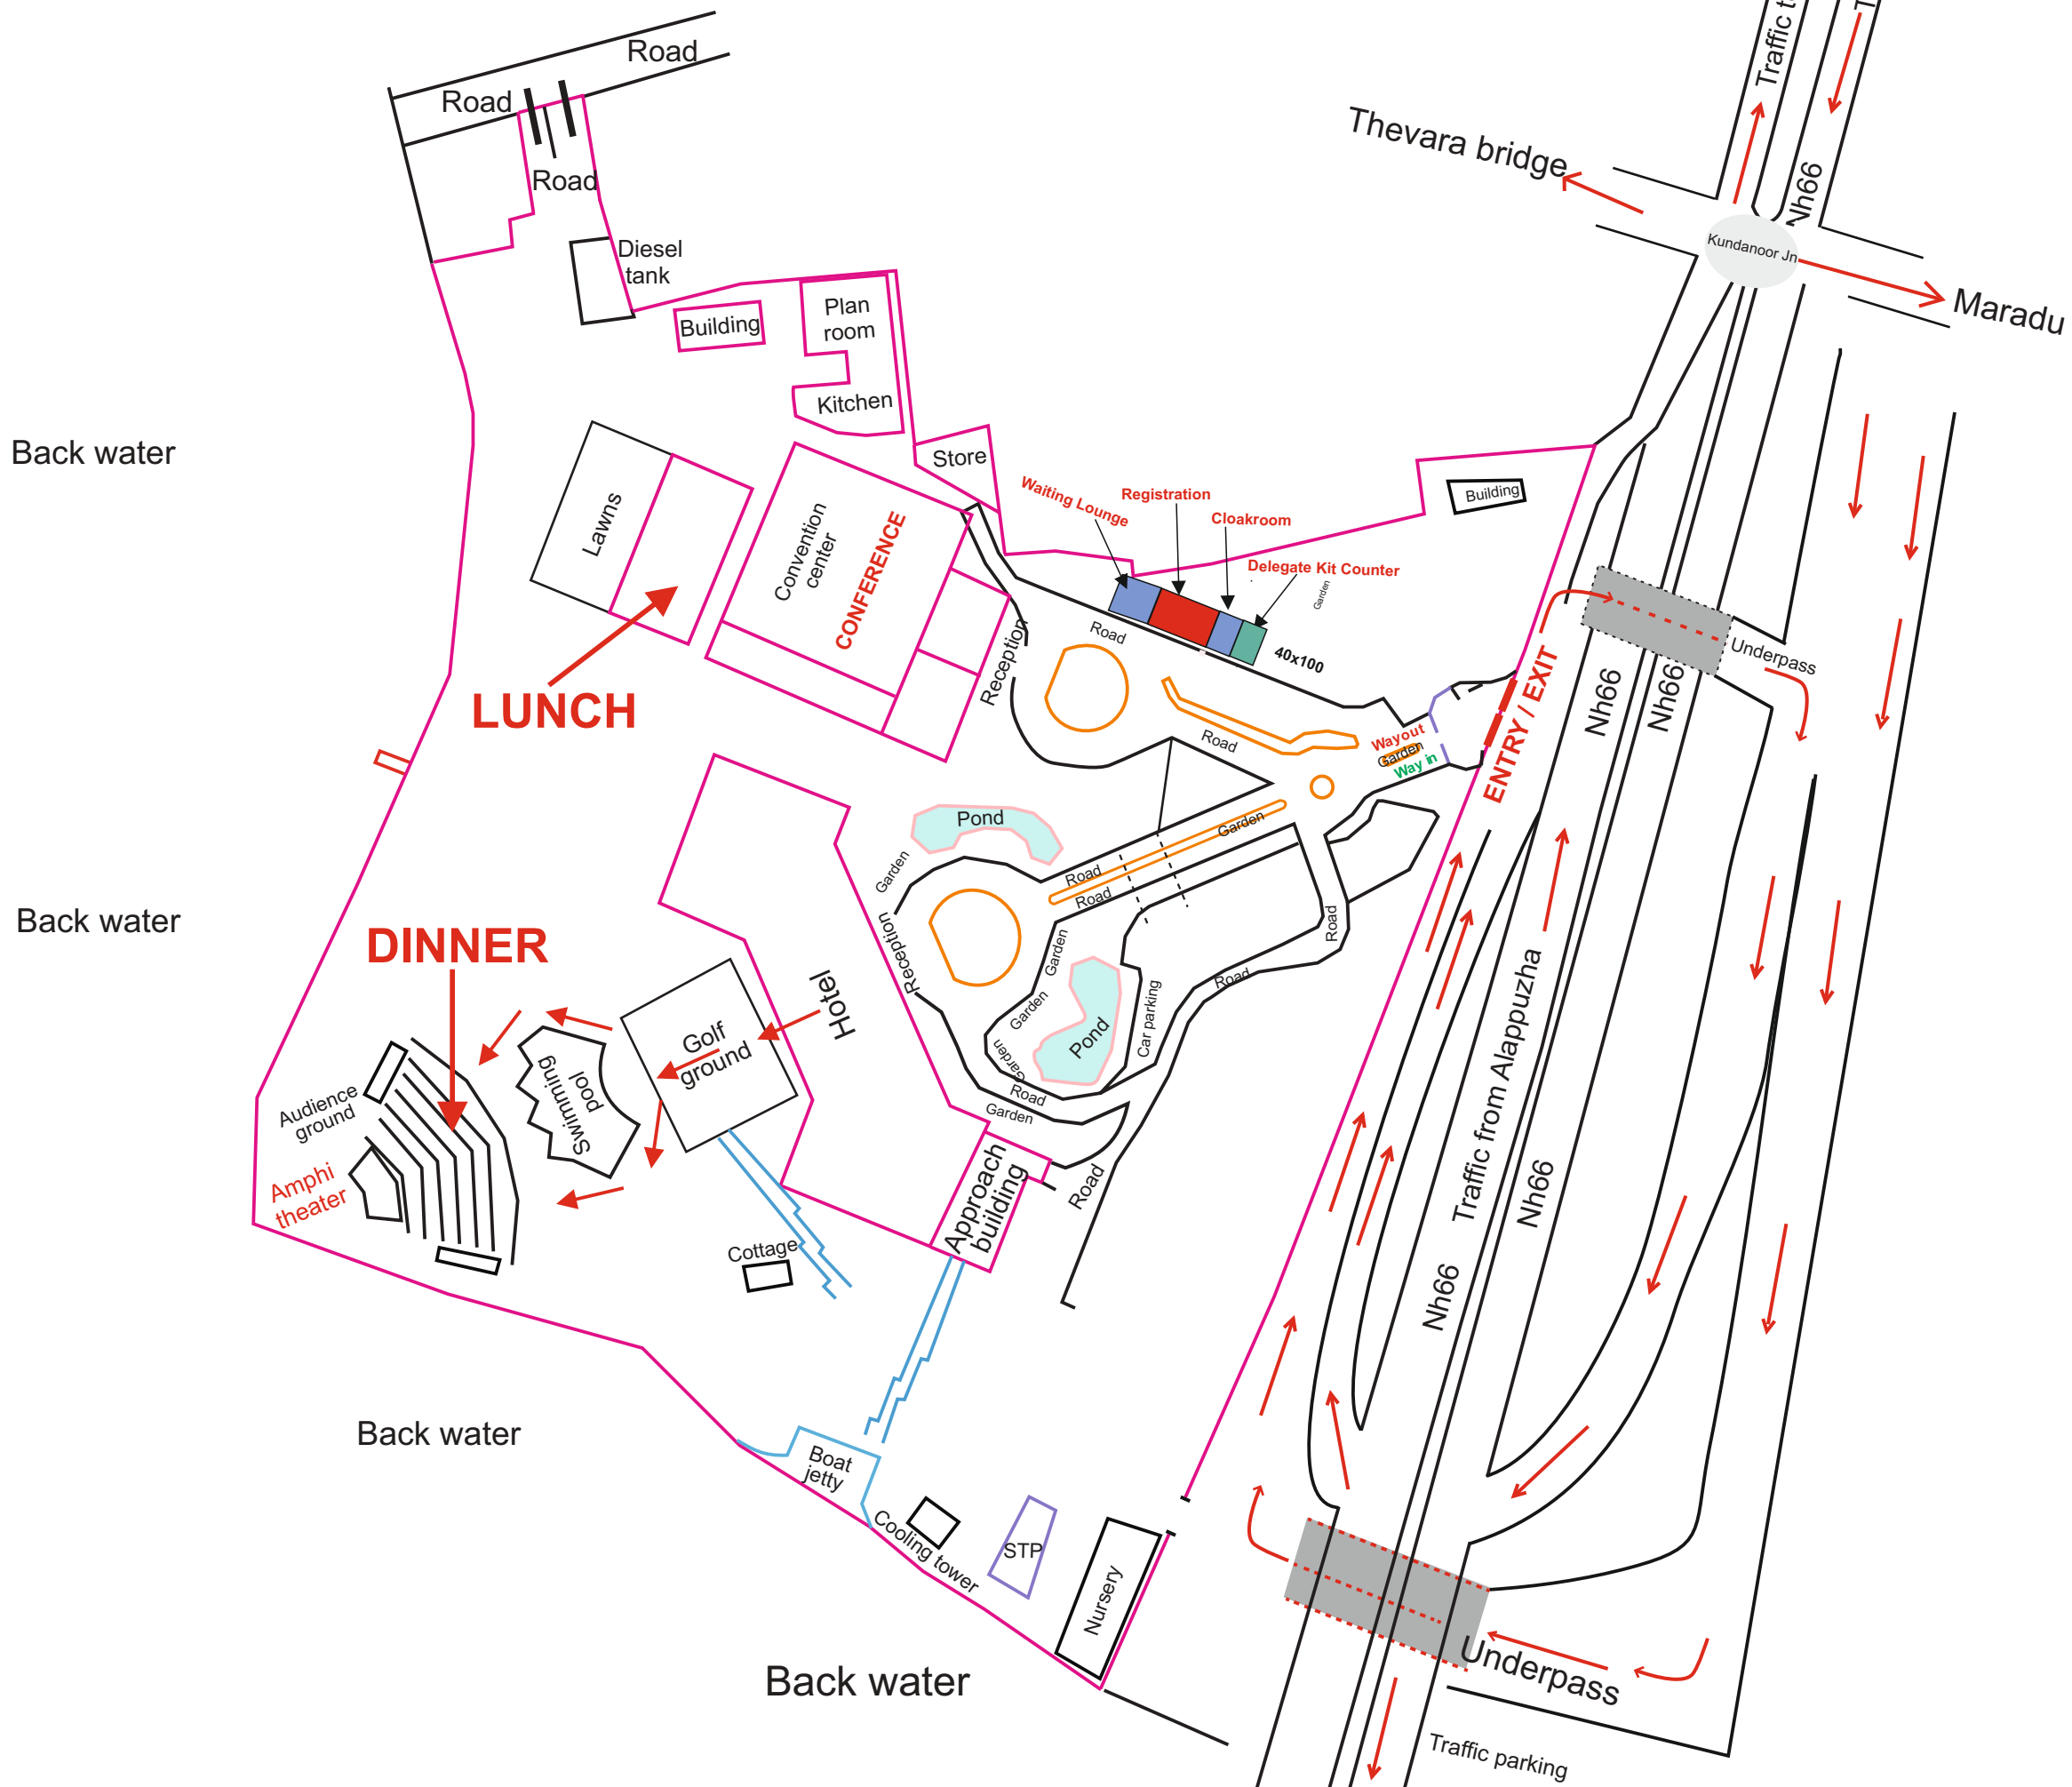 Road
Road
Road
Diesel
tank
Building
Plan
room
Kitchen
Store
Thevara bridge
Traffic
Nh66
Kundanoor Jn
Maradu
Back water
Lawns
Convention
center
CONFERENCE
LUNCH
Waiting Lounge
Registration
Cloakroom
Delegate Kit Counter
Garden
Building
40x100
Road
Reception
Road
Wayout
Garden
Way in
ENTRY / EXIT
Underpass
Nh66
Nh66
Pond
Garden
Garden
Road
Road
Reception
Garden
Garden
Garden
Pond
Car parking
Road
Road
Road
Garden
Back water
DINNER
Hotel
Golf
ground
Swimming
pool
Audience
ground
Amphi
theater
Approach
building
Road
Cottage
Traffic from Alappuzha
Nh66
Nh66
Back water
Boat
jetty
Cooling tower
STP
Nursery
Back water
Underpass
Traffic parking